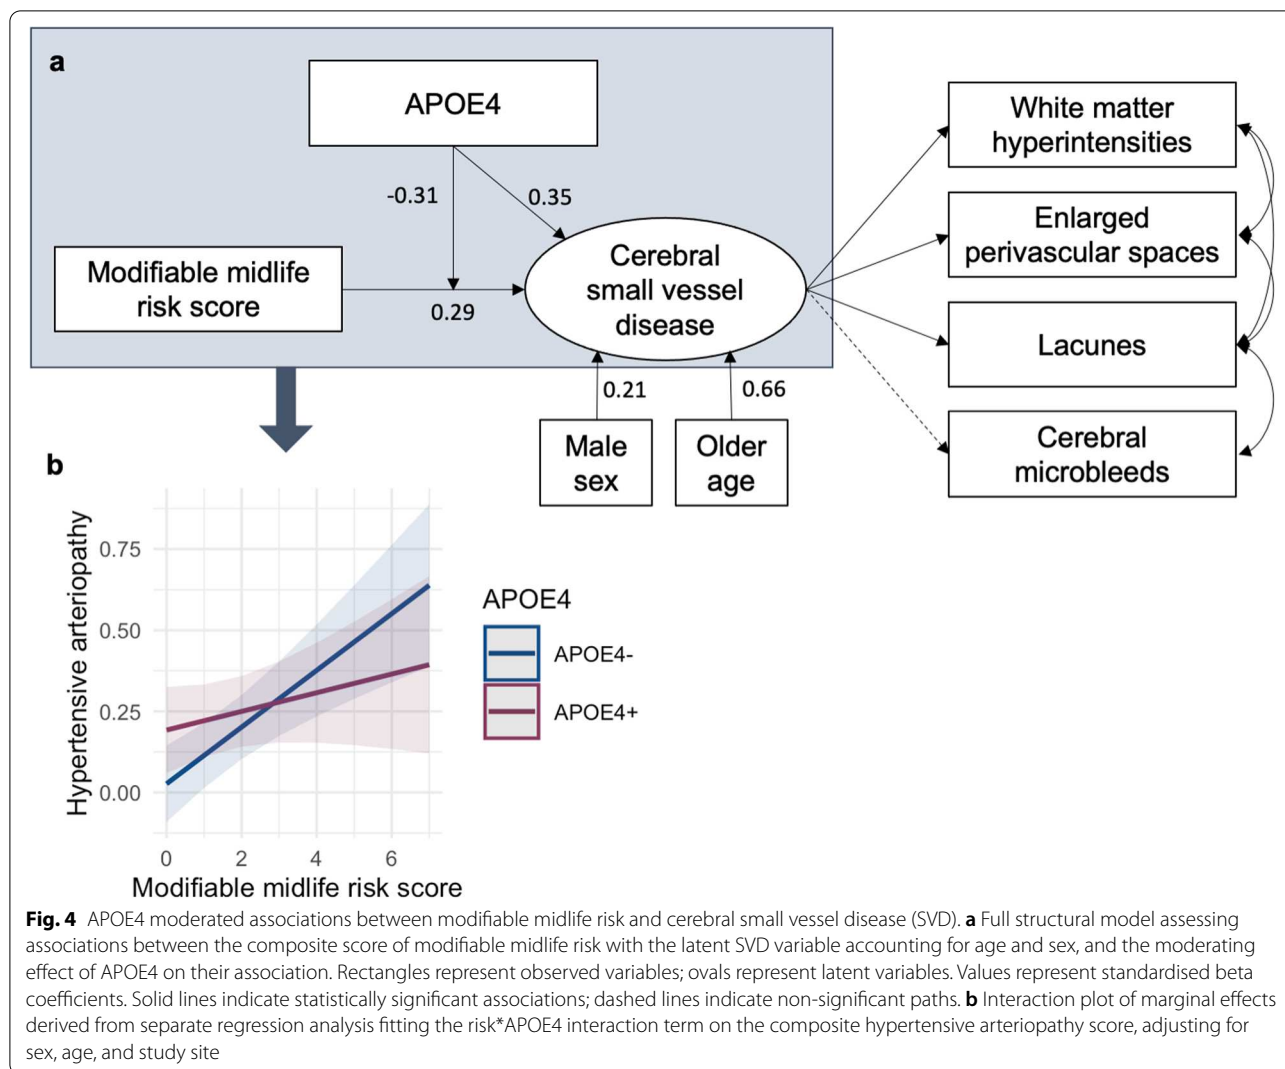 a
APOE4
-0.31
0.35
Modifiable midlife
risk score
0.29
Cerebral
small vessel
disease
0.21
0.66
Male
sex
Older
age
White matter
hyperintensities
Enlarged
perivascular spaces
Lacunes
Cerebral
microbleeds
b
Hypertensive arteriopathy
0.75
0.50
0.25
0.00
0 2 4 6
Modifiable midlife risk score
APOE4
APOE4-
APOE4+
Fig. 4 APOE4 moderated associations between modifiable midlife risk and cerebral small vessel disease (SVD). a Full structural model assessing
associations between the composite score of modifiable midlife risk with the latent SVD variable accounting for age and sex, and the moderating
effect of APOE4 on their association. Rectangles represent observed variables; ovals represent latent variables. Values represent standardised beta
coefficients. Solid lines indicate statistically significant associations; dashed lines indicate non-significant paths. b Interaction plot of marginal effects
derived from separate regression analysis fitting the risk*APOE4 interaction term on the composite hypertensive arteriopathy score, adjusting for
sex, age, and study site